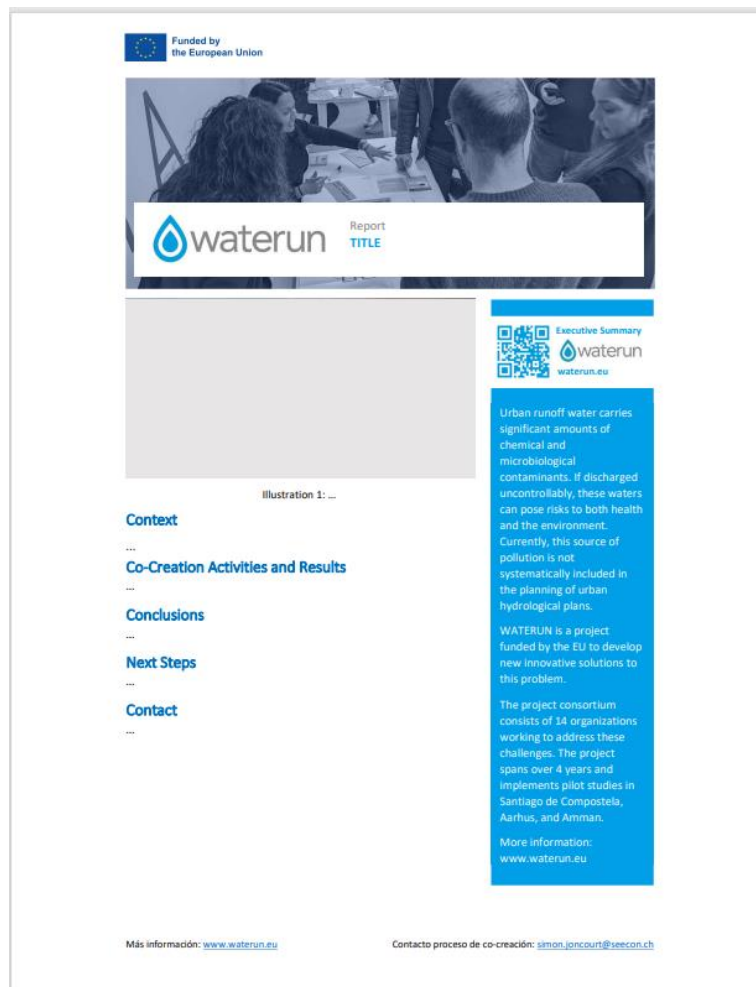 Funded by
the European Union
waterun
Report
TITLE
Illustration 1: ...
Context
...
Co-Creation Activities and Results
...
Conclusions
...
Next Steps
...
Contact
...
Executive Summary
waterun
waterun.eu
Urban runoff water carries
significant amounts of
chemical and
microbiological
contaminants. If discharged
uncontrollably, these waters
can pose risks to both health
and the environment.
Currently, this source of
pollution is not
systematically included in
the planning of urban
hydrological plans.
WATERUN is a project
funded by the EU to develop
new innovative solutions to
this problem.
The project consortium
consists of 14 organizations
working to address these
challenges. The project
spans over 4 years and
implements pilot studies in
Santiago de Compostela,
Aarhus, and Amman.
More information:
www.waterun.eu
Más información: www.waterun.eu
Contacto proceso de co-creación: simon.joncourt@seecon.ch